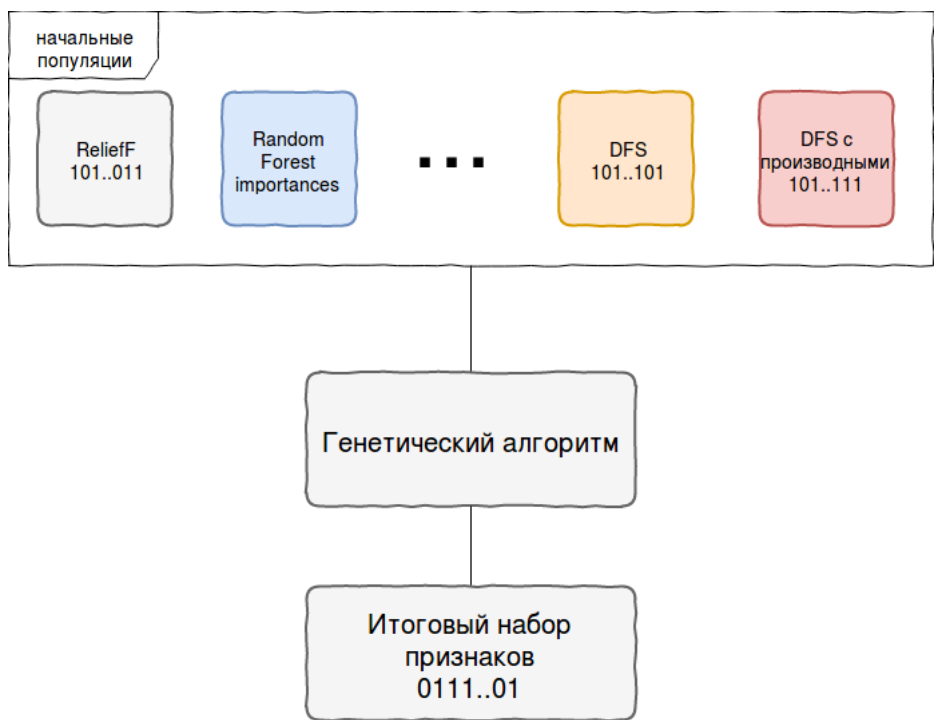 начальные
популяции
ReliefF
101..011
Random
Forest
importances
...
DFS
101..101
DFS с
производными
101..111
Генетический алгоритм
Итоговый набор
признаков
0111..01